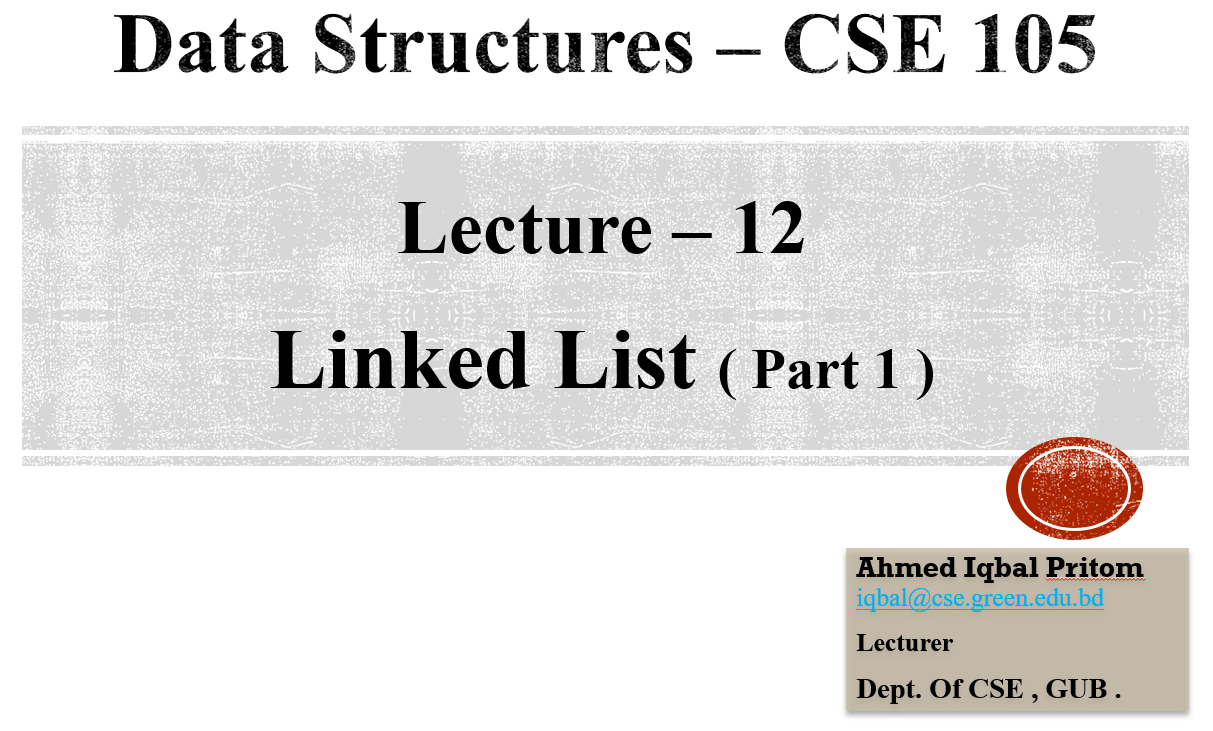 Data Structures – CSE 105
Lecture – 12
Linked List ( Part 1 )
Ahmed Iqbal Pritom
iqbal@cse.green.edu.bd
Lecturer
Dept. Of CSE , GUB .